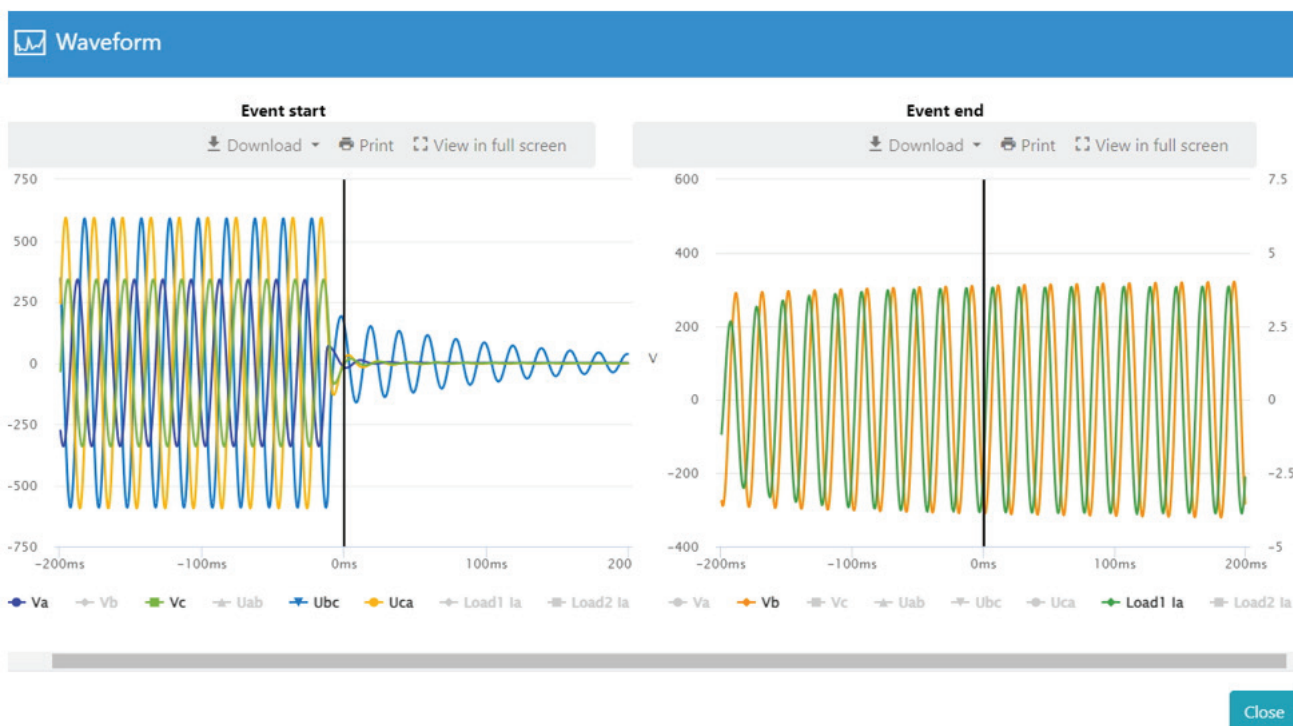 Waveform
Event start
Download Print View in full screen
750
500
250
0
-250
-500
-750
-200ms -100ms 0ms 100ms 200
Va Vb Vc Uab Ubc Uca Load1 Ia Load2 Ia
Event end
Download Print View in full screen
600
400
200
V
0
-200
-400
7.5
5
2.5
0
-2.5
-5
-200ms -100ms 0ms 100ms 200ms
Va Vb Vc Uab Ubc Uca Load1 Ia Load2 Ia
Close